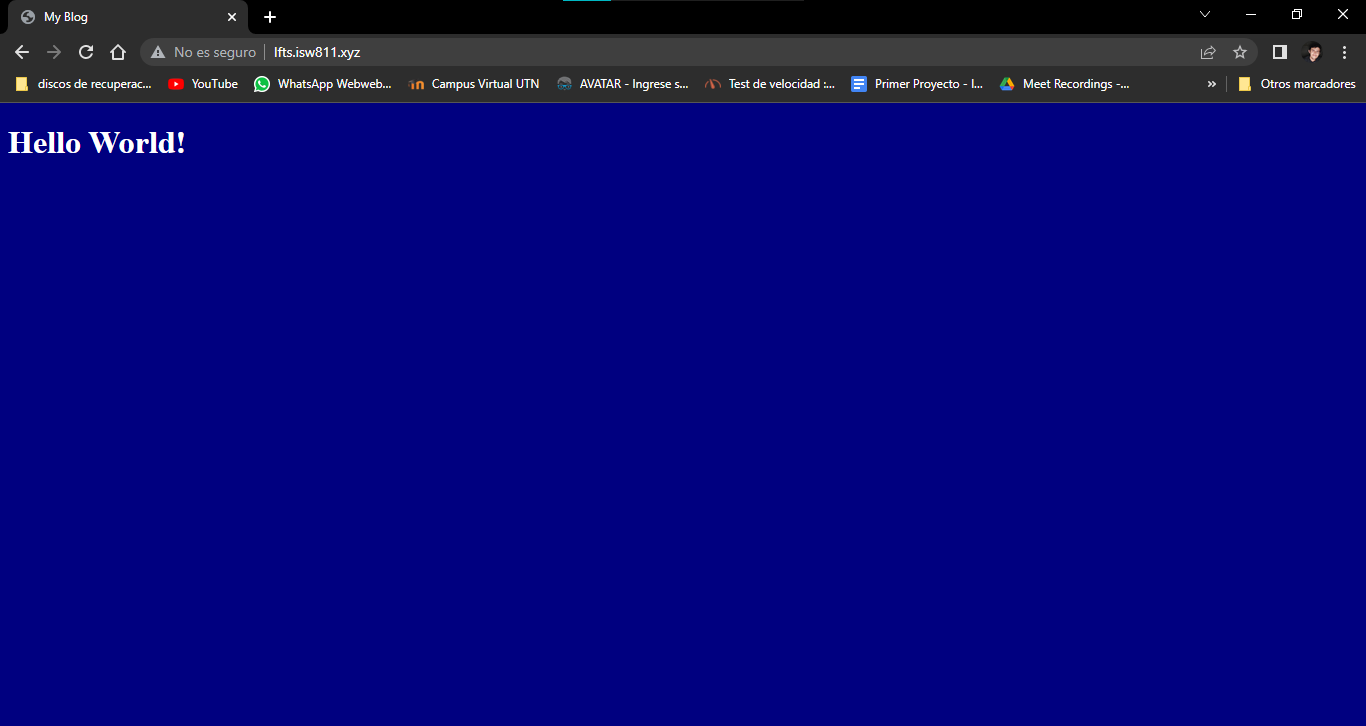 My Blog
No es seguro lfts.isw811.xyz
discos de recuperac... YouTube WhatsApp Webweb... Campus Virtual UTN AVATAR - Ingrese s... Test de velocidad :... Primer Proyecto - I... Meet Recordings -... » Otros marcadores
Hello World!